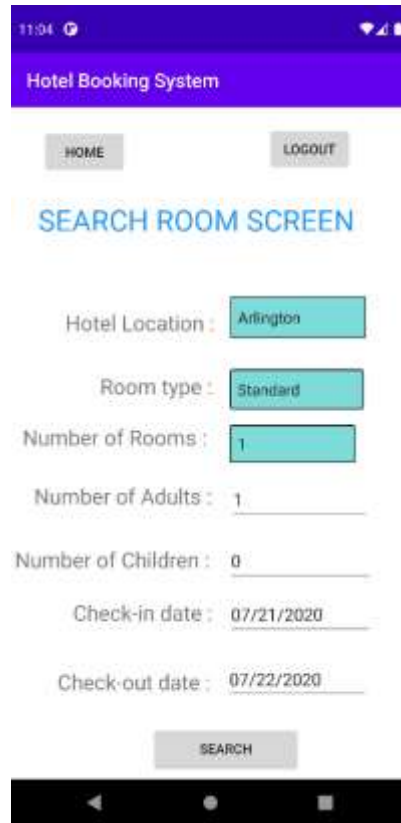 11:04
Hotel Booking System
HOME LOGOUT
SEARCH ROOM SCREEN
Hotel Location : Arlington
Room type : Standard
Number of Rooms : 1
Number of Adults : 1
Number of Children : 0
Check-in date : 07/21/2020
Check-out date : 07/22/2020
SEARCH